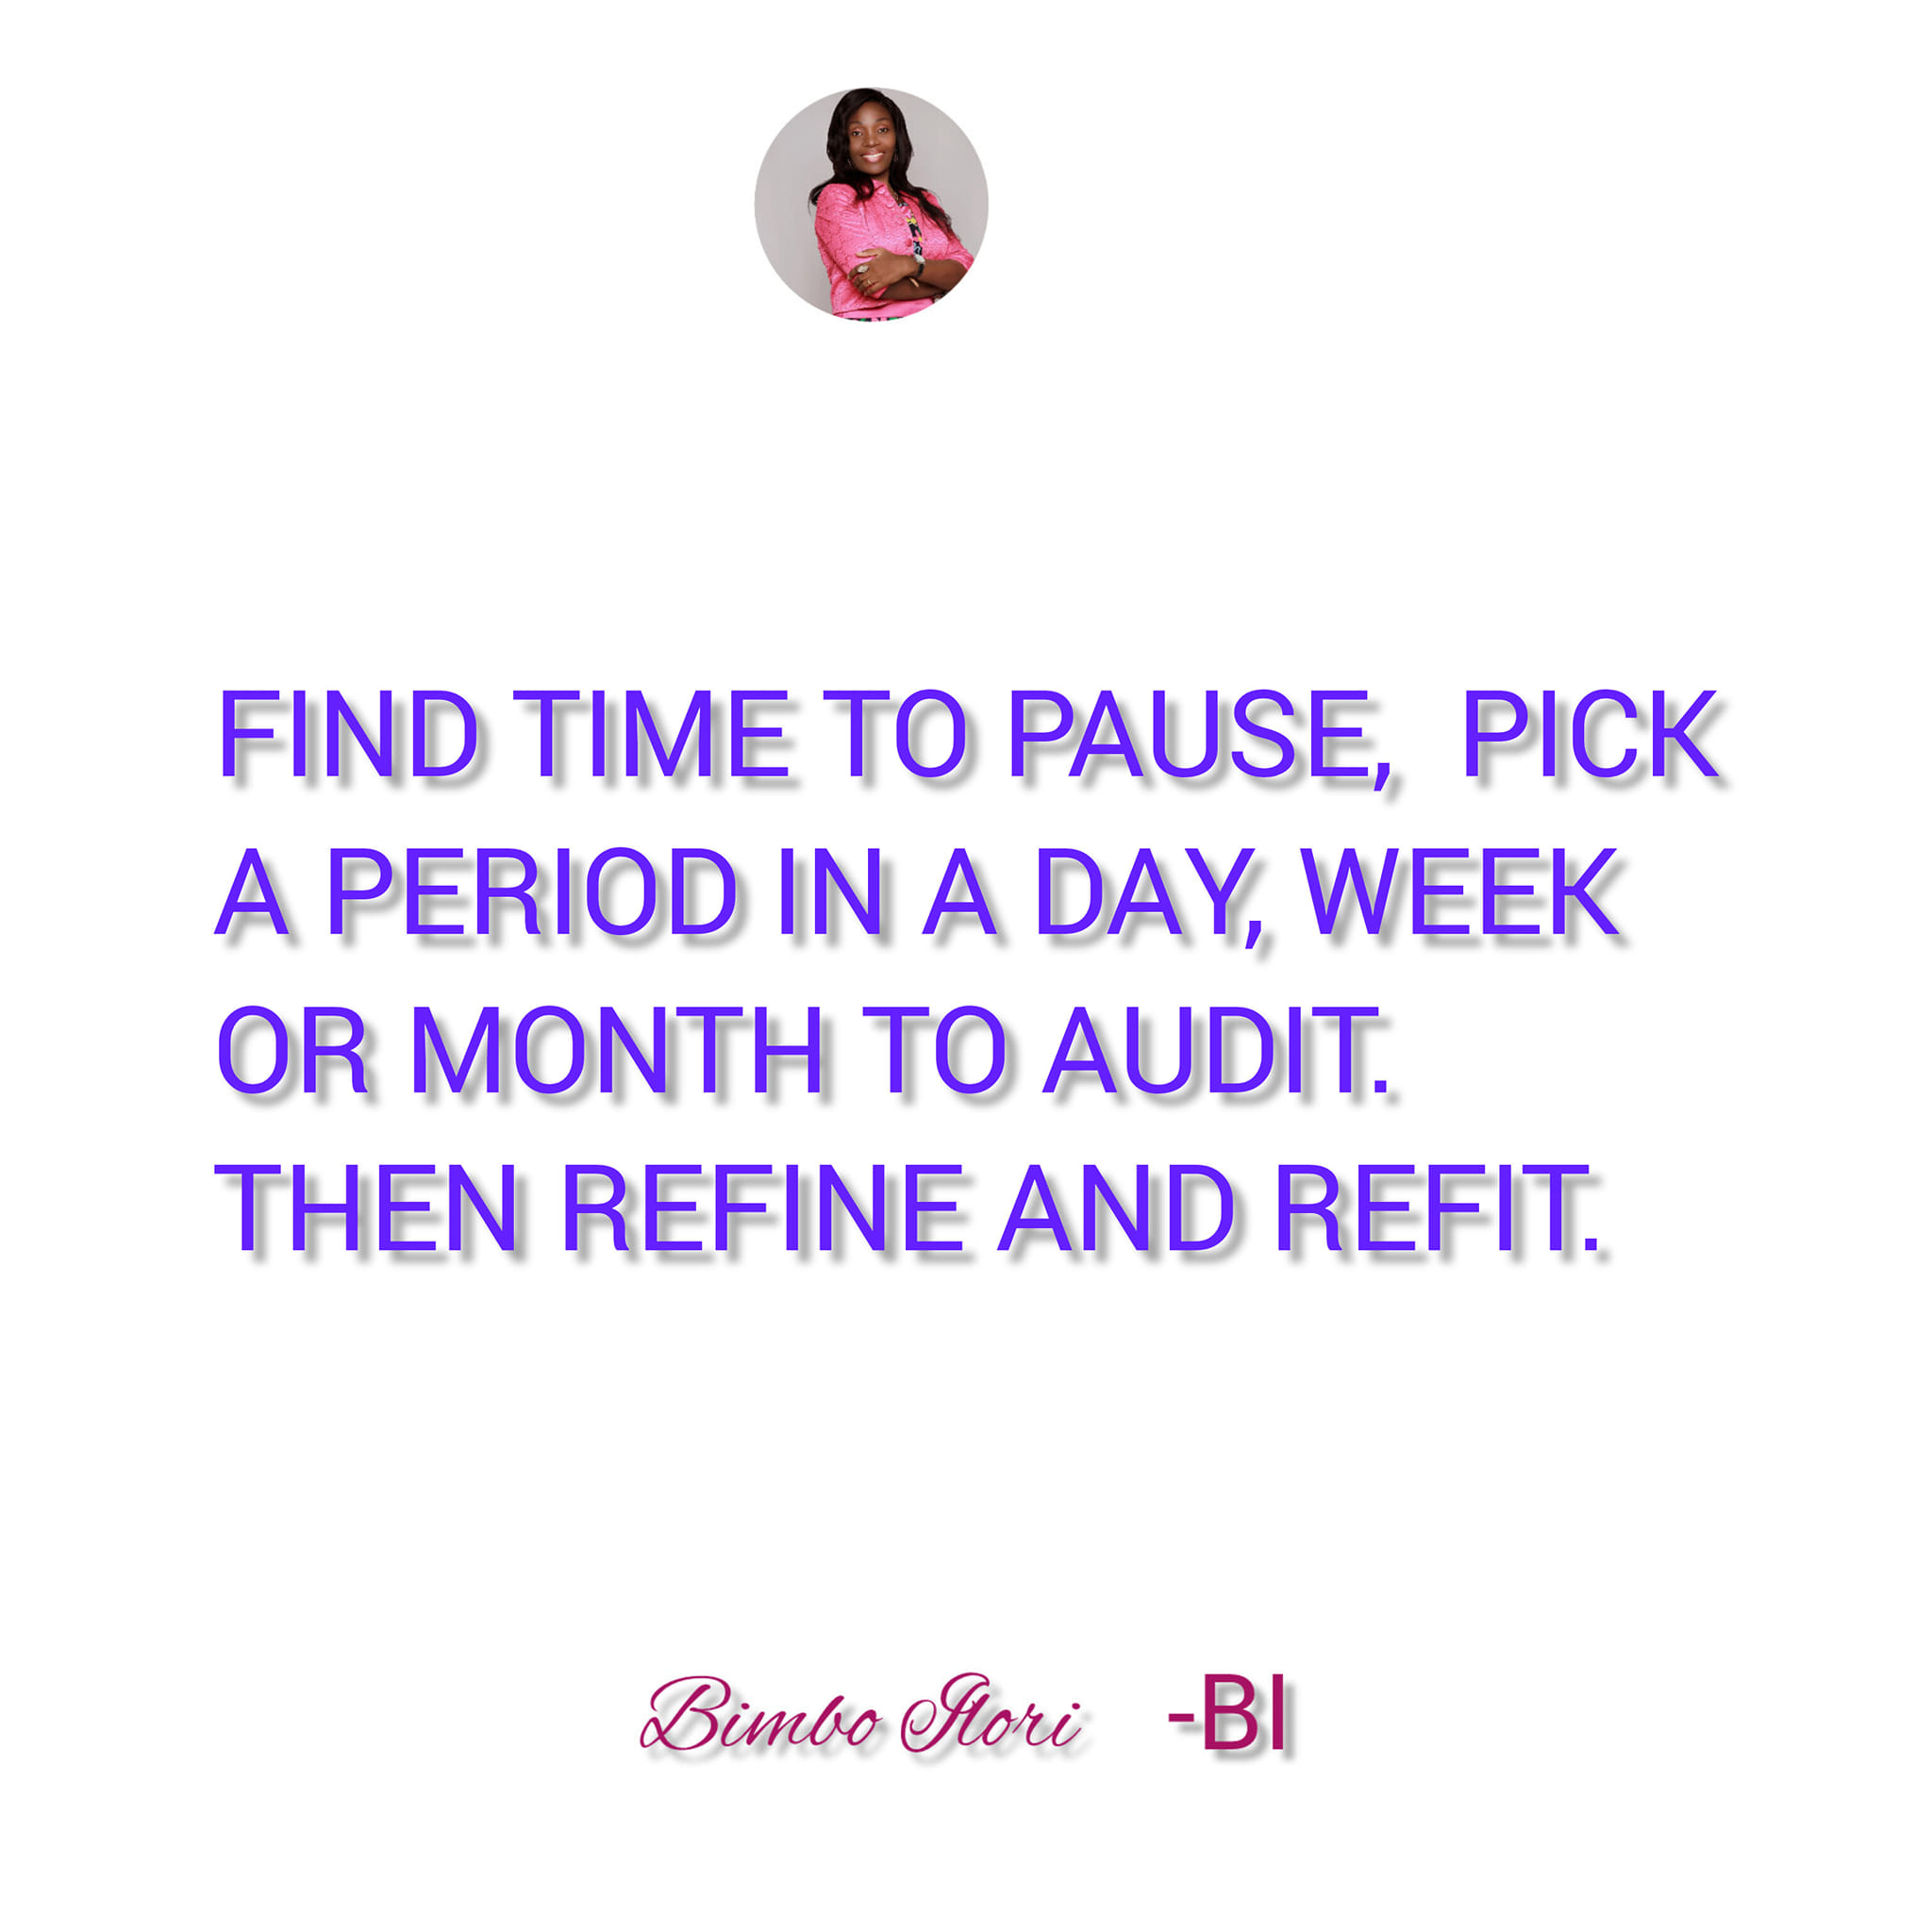 FIND TIME TO PAUSE,  PICK
A PERIOD IN A DAY, WEEK
OR MONTH TO AUDIT.
THEN REFINE AND REFIT.
Bimbo Ilori -BI